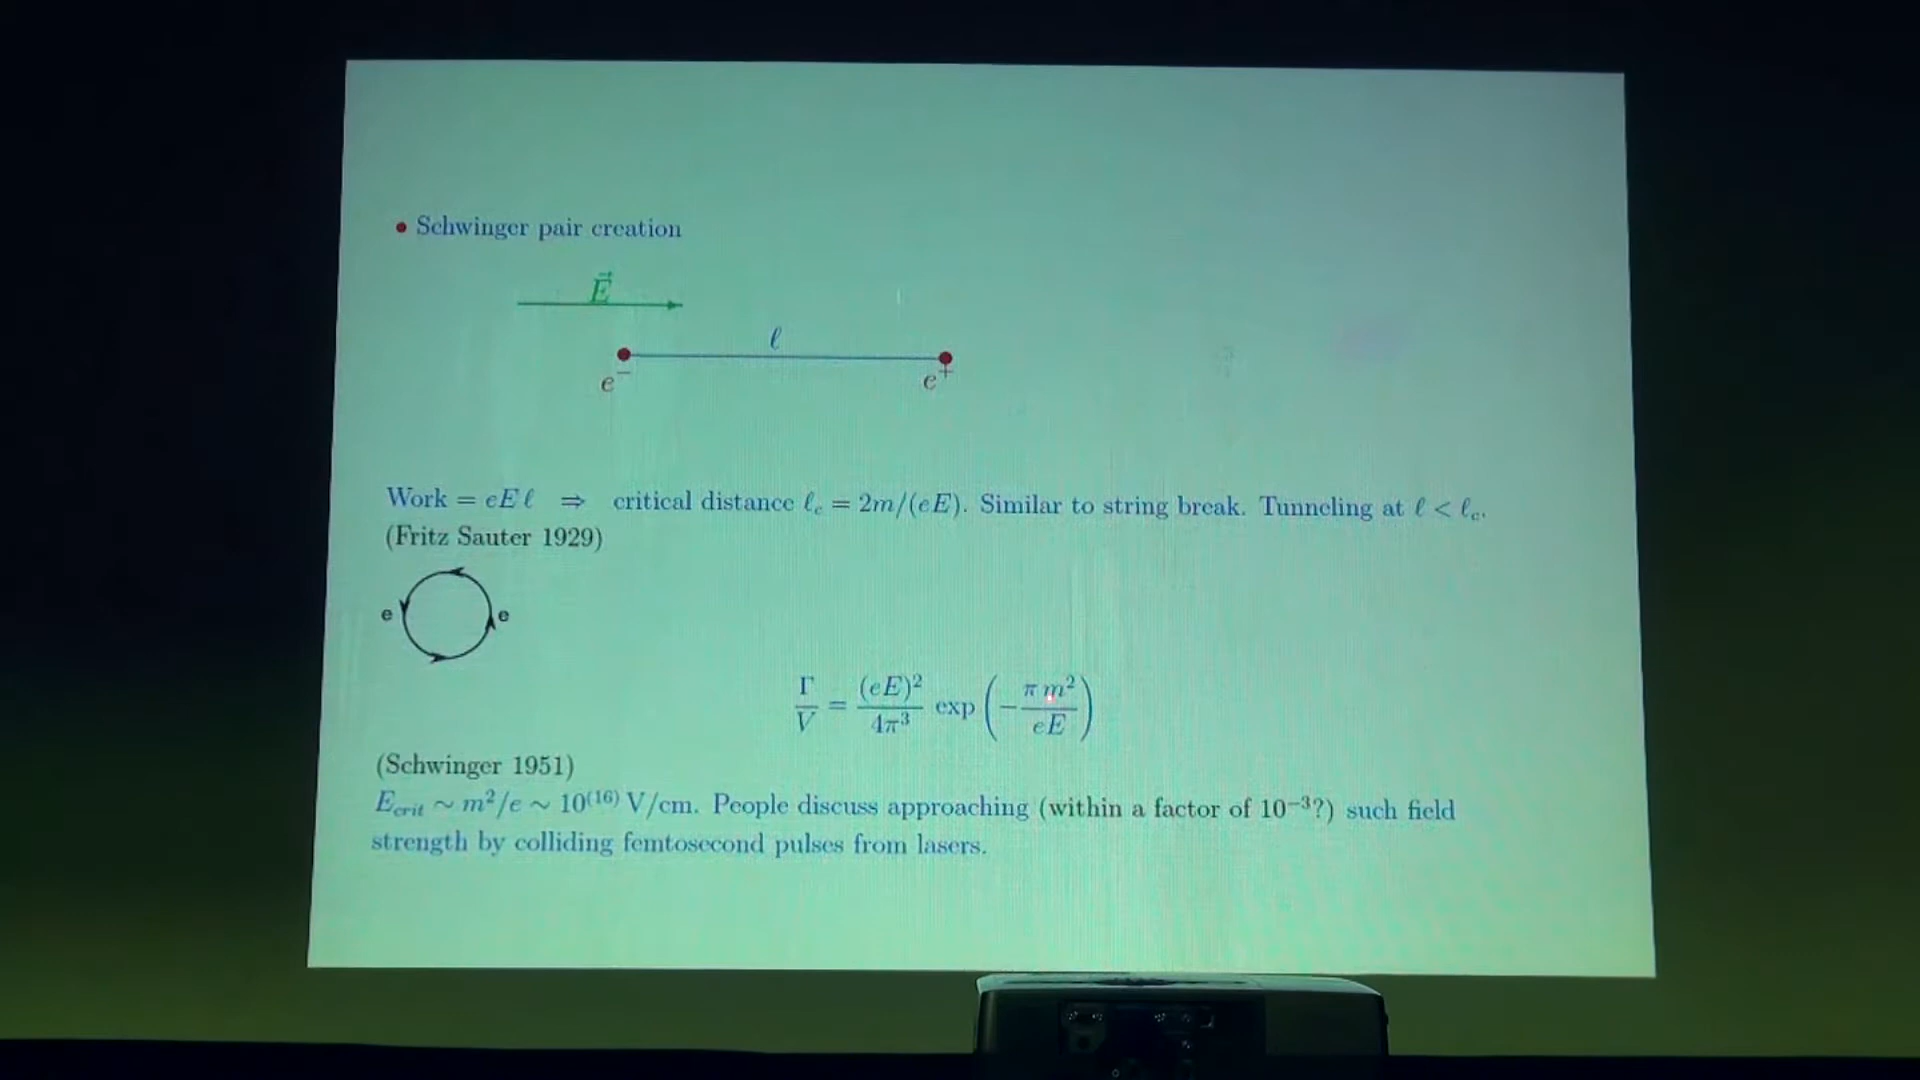 • Schwinger pair creation
E⃗
ℓ
e⁻ e⁺
Work = eEℓ ⇒ critical distance ℓ_c = 2m/(eE). Similar to string break. Tunneling at ℓ < ℓ_c.
(Fritz Sauter 1929)
e e
Γ/V = (eE)²/4π³ exp(−π m²/eE)
(Schwinger 1951)
E_crit ∼ m²/e ∼ 10⁽¹⁶⁾ V/cm. People discuss approaching (within a factor of 10⁻³?) such field
strength by colliding femtosecond pulses from lasers.